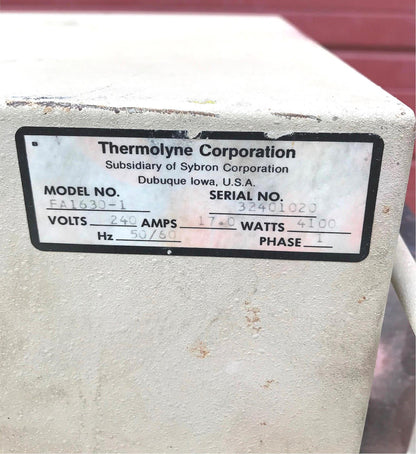 Thermolyne Corporation
Subsidiary of Sybron Corporation
Dubuque Iowa, U.S.A.
MODEL NO. SERIAL NO.
FA1630-1 32401020
VOLTS 240 AMPS 17.0 WATTS 4100
Hz 50/60 PHASE 1